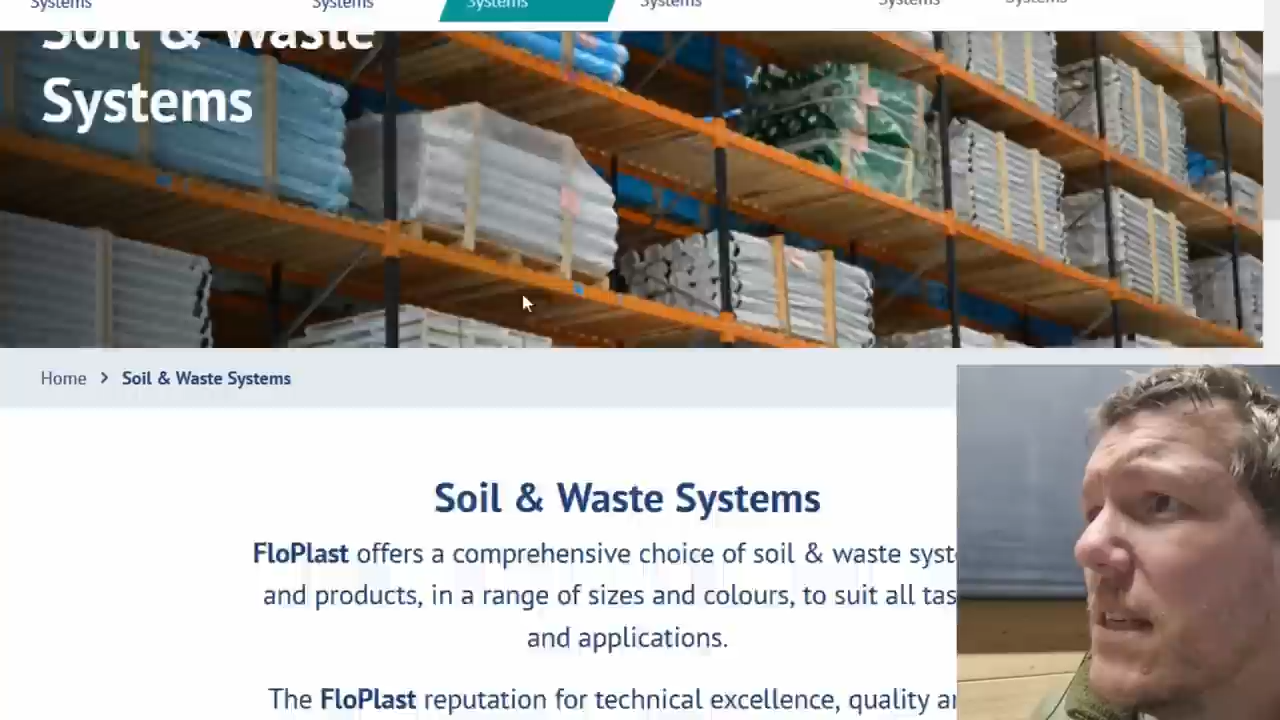 Systems
Systems
Systems
Systems
Systems
Systems
Soil & Waste
Systems
Home > Soil & Waste Systems
Soil & Waste Systems
FloPlast offers a comprehensive choice of soil & waste syst
and products, in a range of sizes and colours, to suit all tas
and applications.
The FloPlast reputation for technical excellence, quality a